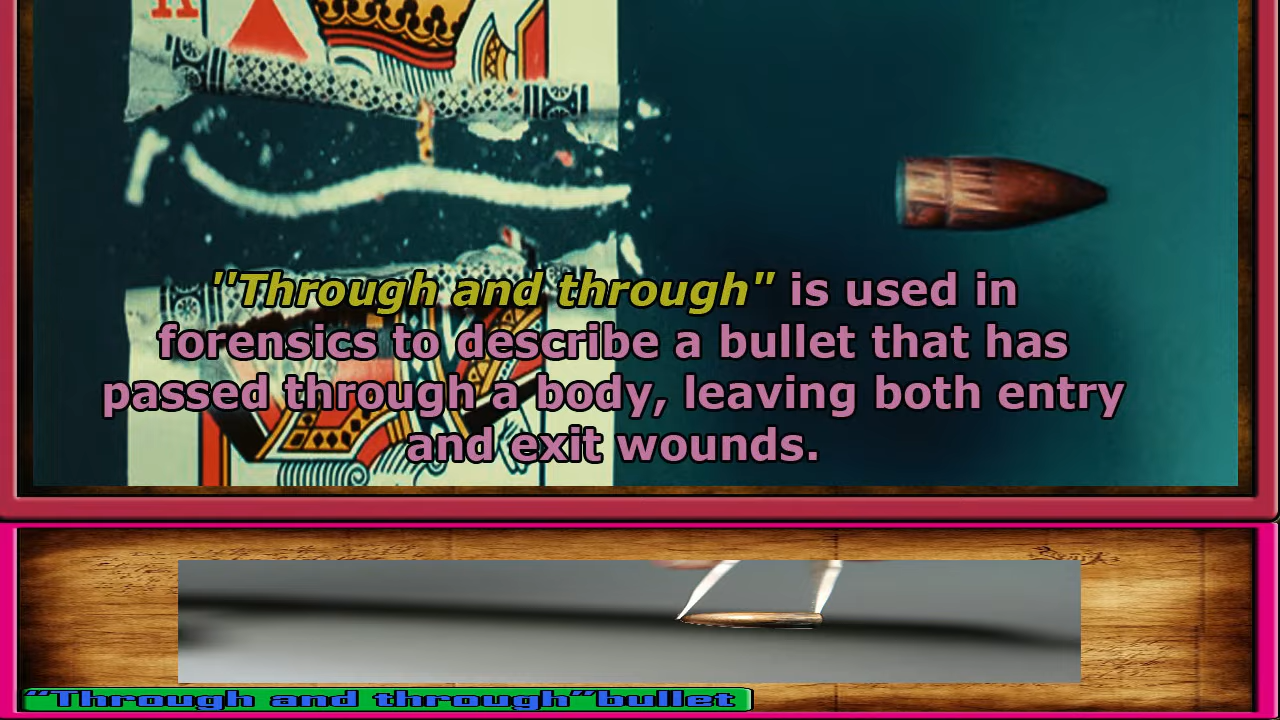 K
"Through and through" is used in
forensics to describe a bullet that has
passed through a body, leaving both entry
and exit wounds.
“Through and through”bullet